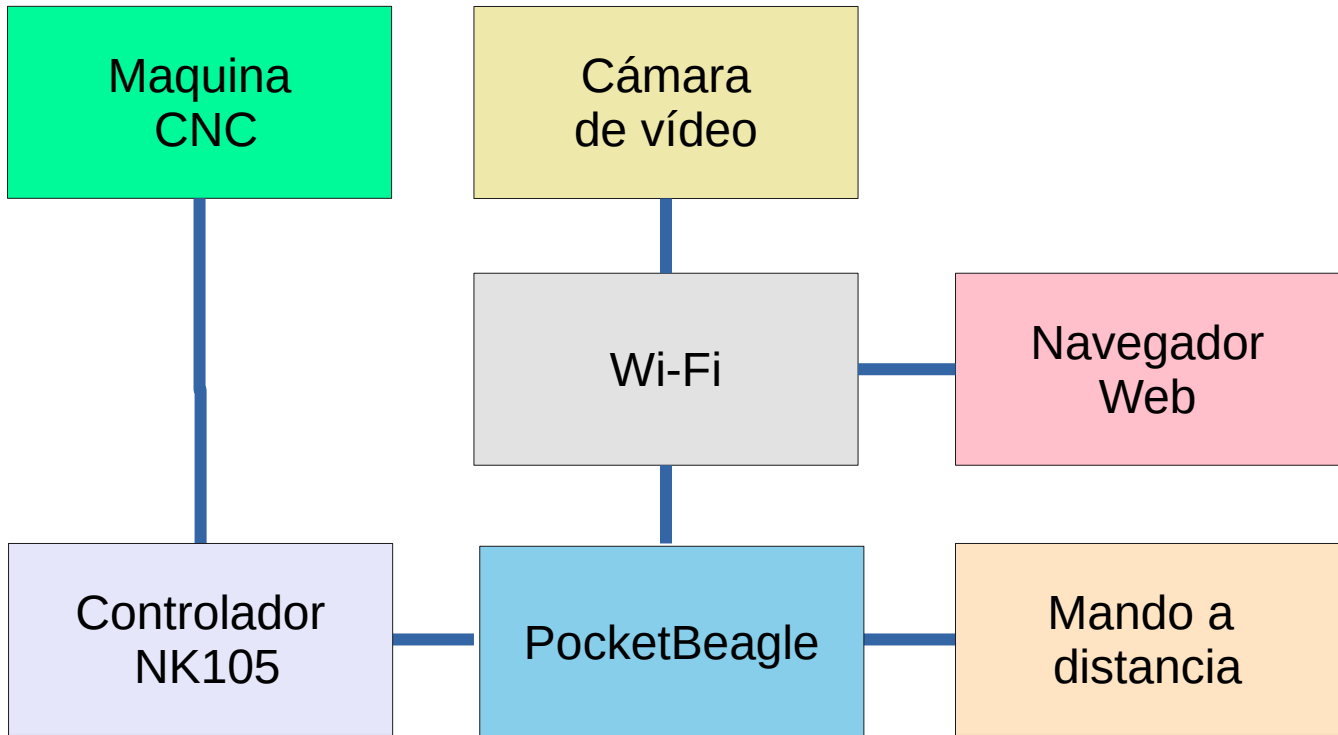 Maquina
CNC
Cámara
de vídeo
Wi-Fi
Navegador
Web
Controlador
NK105
PocketBeagle
Mando a
distancia